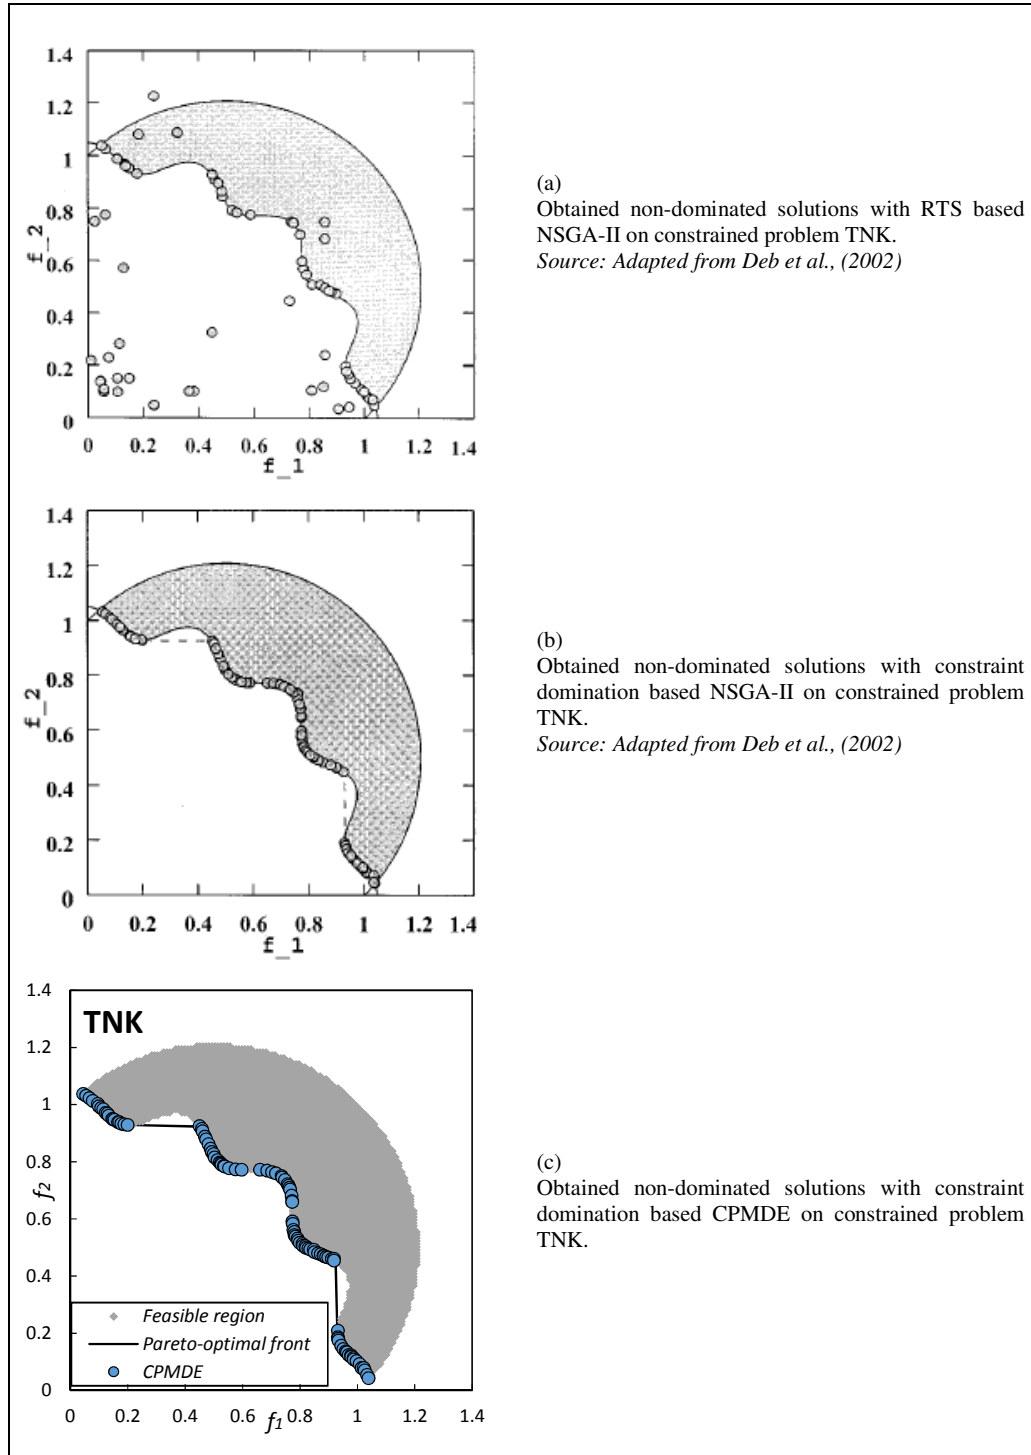 1.4
1.2
1
0.8
0.6
0.4
0.2
0
f_2
0 0.2 0.4 0.6 0.8 1 1.2 1.4
f_1
(a)
Obtained non-dominated solutions with RTS based
NSGA-II on constrained problem TNK.
Source: Adapted from Deb et al., (2002)
1.4
1.2
1
0.8
0.6
0.4
0.2
0
f_2
0 0.2 0.4 0.6 0.8 1 1.2 1.4
f_1
(b)
Obtained non-dominated solutions with constraint
domination based NSGA-II on constrained problem
TNK.
Source: Adapted from Deb et al., (2002)
1.4
1.2
1
0.8
0.6
0.4
0.2
0
f2
TNK
Feasible region
Pareto-optimal front
CPMDE
0 0.2 0.4 0.6 0.8 1 1.2 1.4
f1
(c)
Obtained non-dominated solutions with constraint
domination based CPMDE on constrained problem
TNK.